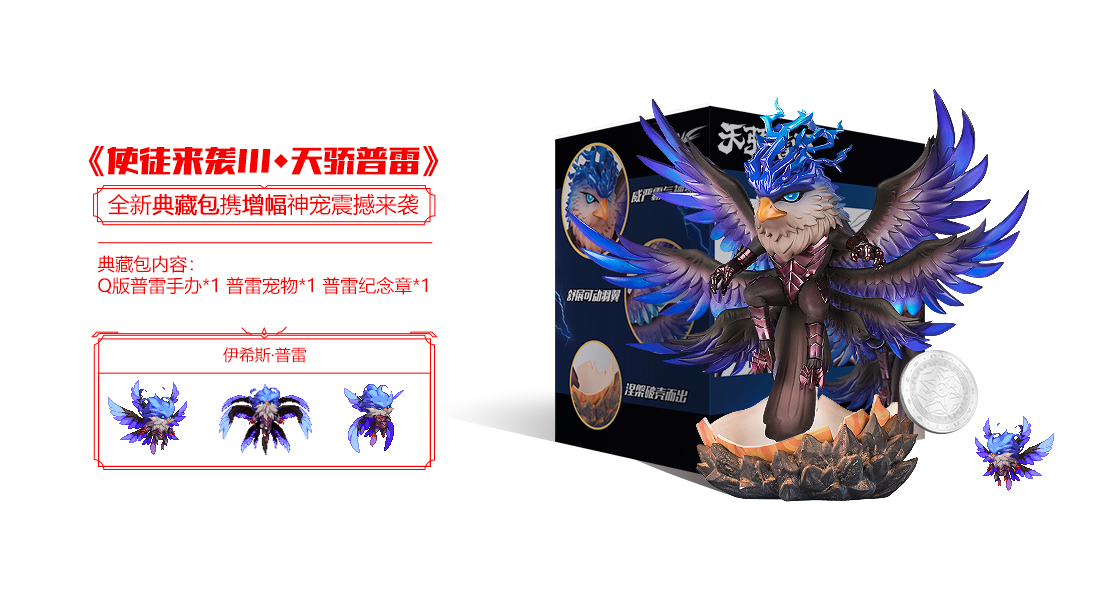 《使徒来袭III·天骄普雷》
全新典藏包携增幅神宠震撼来袭
典藏包内容：
Q版普雷手办*1 普雷宠物*1 普雷纪念章*1
伊希斯·普雷
舒展可动羽翼
涅槃破壳而出